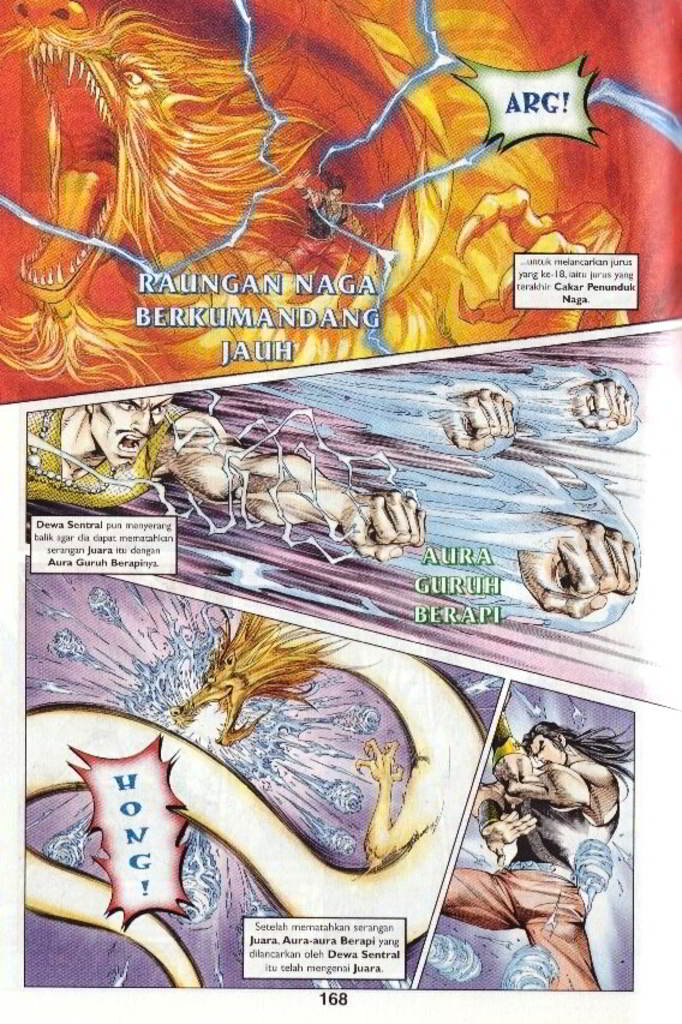 ARG!
...untuk melancarkan jurus
yang ke-18, iaitu jurus yang
terakhir Cakar Penunduk
Naga.
RAUNGAN NAGA
BERKUMANDANG
JAUH
Dewa Sentral pun menyerang
balik agar dia dapat mematahkan
serangan Juara itu dengan
Aura Guruh Berapinya.
AURA
GURUH
BERAPI
HONG!
Setelah mematahkan serangan
Juara, Aura-aura Berapi yang
dilancarkan oleh Dewa Sentral
itu telah mengenai Juara.
168